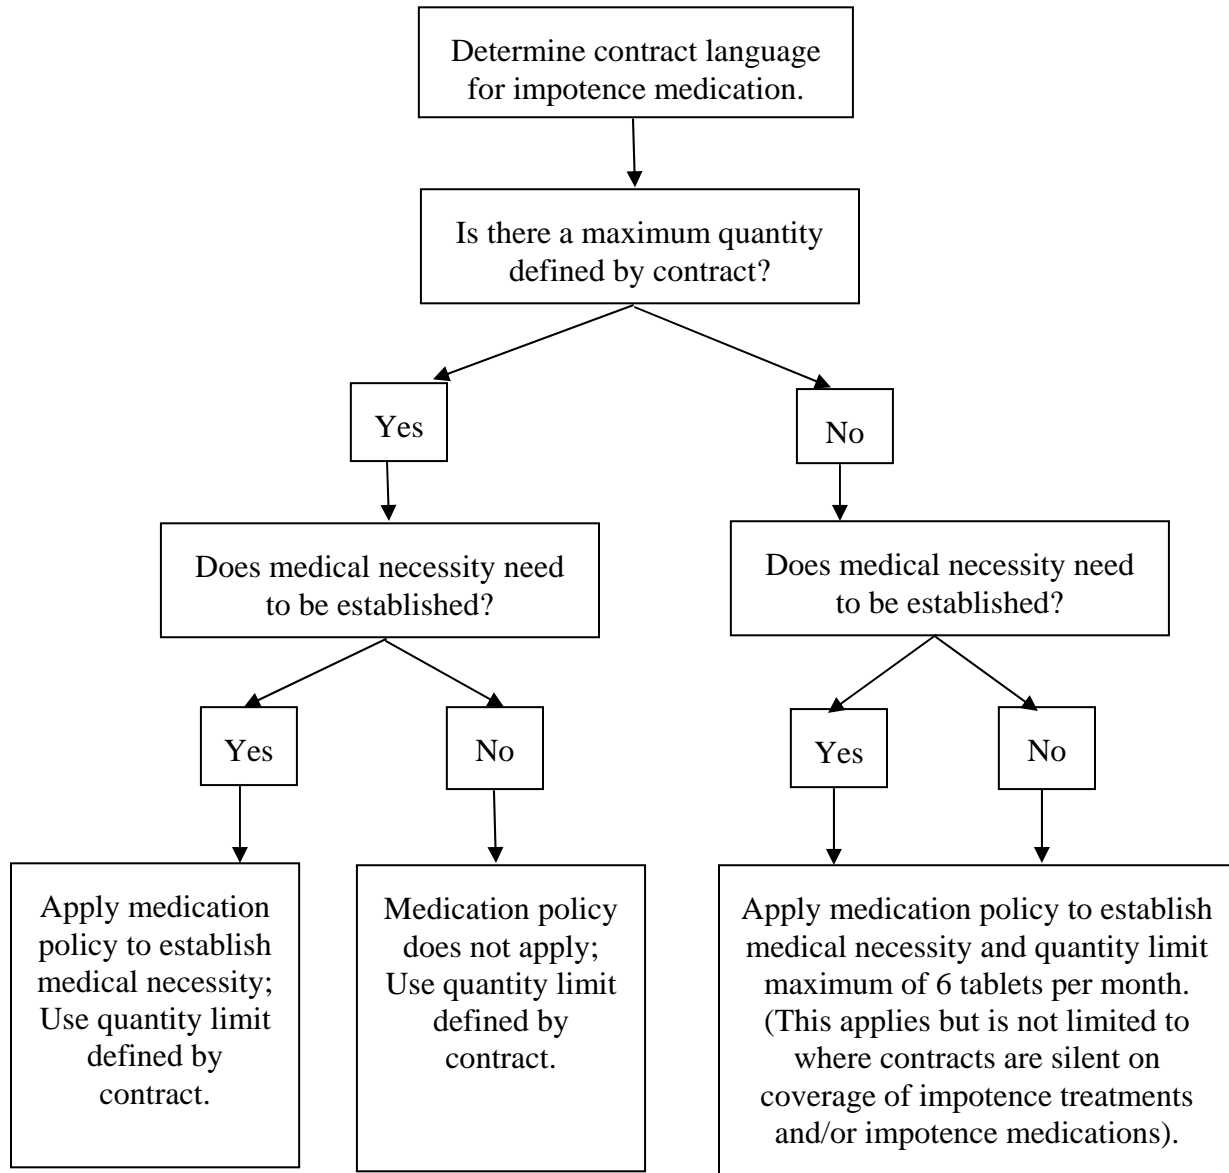 Determine contract language
for impotence medication.
Is there a maximum quantity
defined by contract?
Yes
No
Does medical necessity need
to be established?
Does medical necessity need
to be established?
Yes
No
Yes
No
Apply medication
policy to establish
medical necessity;
Use quantity limit
defined by
contract.
Medication policy
does not apply;
Use quantity limit
defined by
contract.
Apply medication policy to establish
medical necessity and quantity limit
maximum of 6 tablets per month.
(This applies but is not limited to
where contracts are silent on
coverage of impotence treatments
and/or impotence medications).